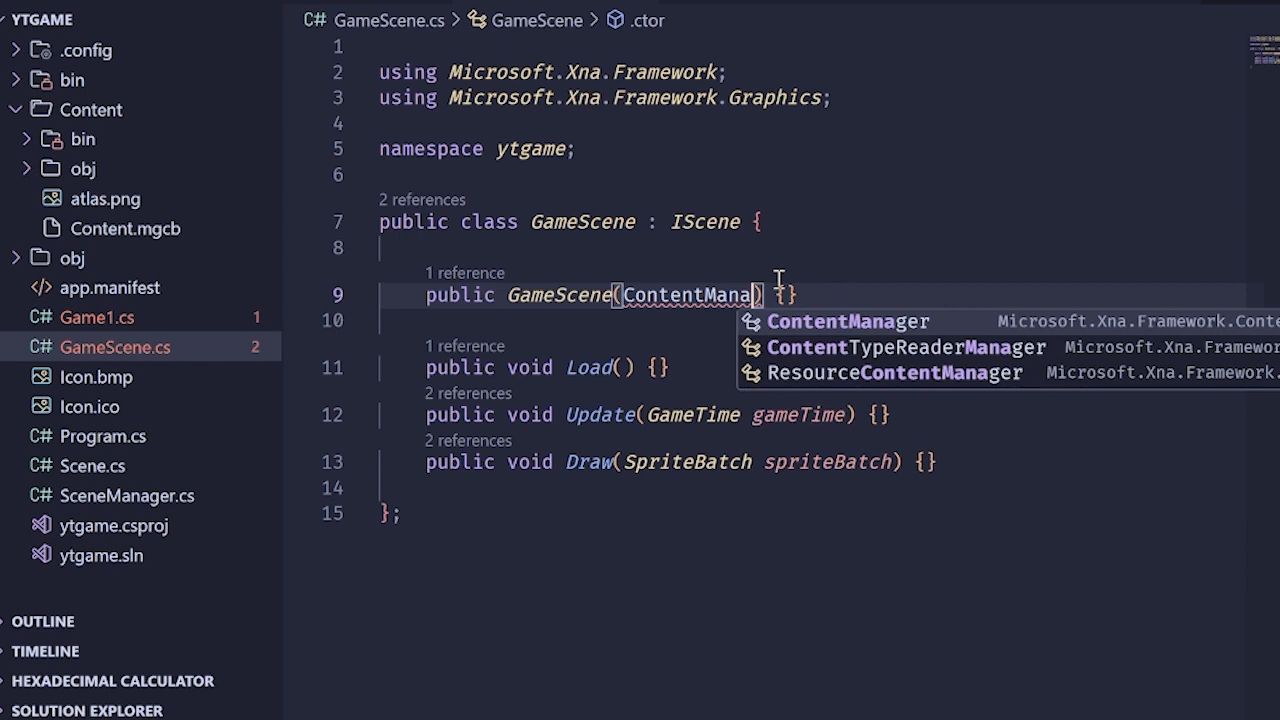 YTGAME
.config
bin
Content
bin
obj
atlas.png
Content.mgcb
obj
app.manifest
C# Game1.cs 1
C# GameScene.cs 2
Icon.bmp
Icon.ico
C# Program.cs
C# Scene.cs
C# SceneManager.cs
ytgame.csproj
ytgame.sln
OUTLINE
TIMELINE
HEXADECIMAL CALCULATOR
SOLUTION EXPLORER
C# GameScene.cs > GameScene > .ctor
1
2 using Microsoft.Xna.Framework;
3 using Microsoft.Xna.Framework.Graphics;
4
5 namespace ytgame;
6
2 references
7 public class GameScene : IScene {
8
1 reference
9 public GameScene(ContentMana) {}
10
ContentManager Microsoft.Xna.Framework.Conte
ContentTypeReaderManager Microsoft.Xna.Framewor
ResourceContentManager Microsoft.Xna.Framework.
1 reference
11 public void Load() {}
2 references
12 public void Update(GameTime gameTime) {}
2 references
13 public void Draw(SpriteBatch spriteBatch) {}
14
15 };